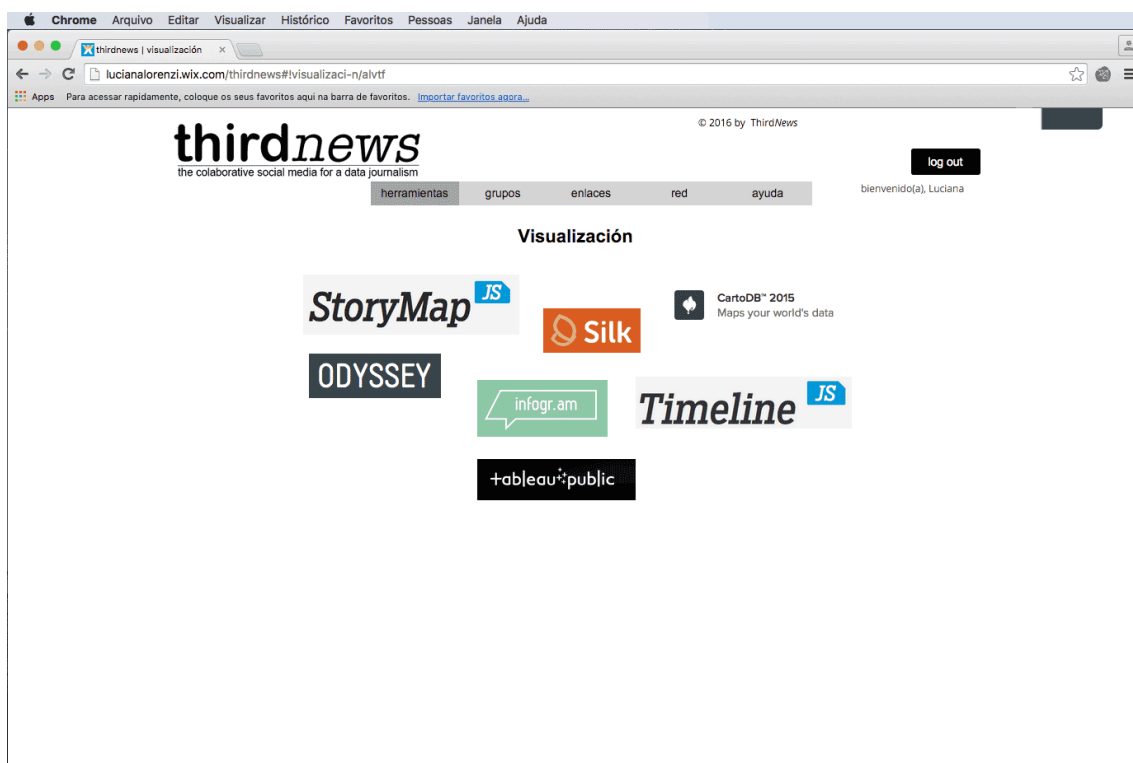 Chrome Arquivo Editar Visualizar Histórico Favoritos Pessoas Janela Ajuda
thirdnews | visualización
lucianalorenzi.wix.com/thirdnews#!visualizaci-n/alvtf
Apps Para acessar rapidamente, coloque os seus favoritos aqui na barra de favoritos. Importar favoritos agora...
© 2016 by ThirdNews
thirdnews
the colaborative social media for a data journalism
log out
bienvenido(a), Luciana
herramientas grupos enlaces red ayuda
Visualización
StoryMap JS
Silk
CartoDB™ 2015
Maps your world's data
ODYSSEY
infogr.am
Timeline JS
+ableau public